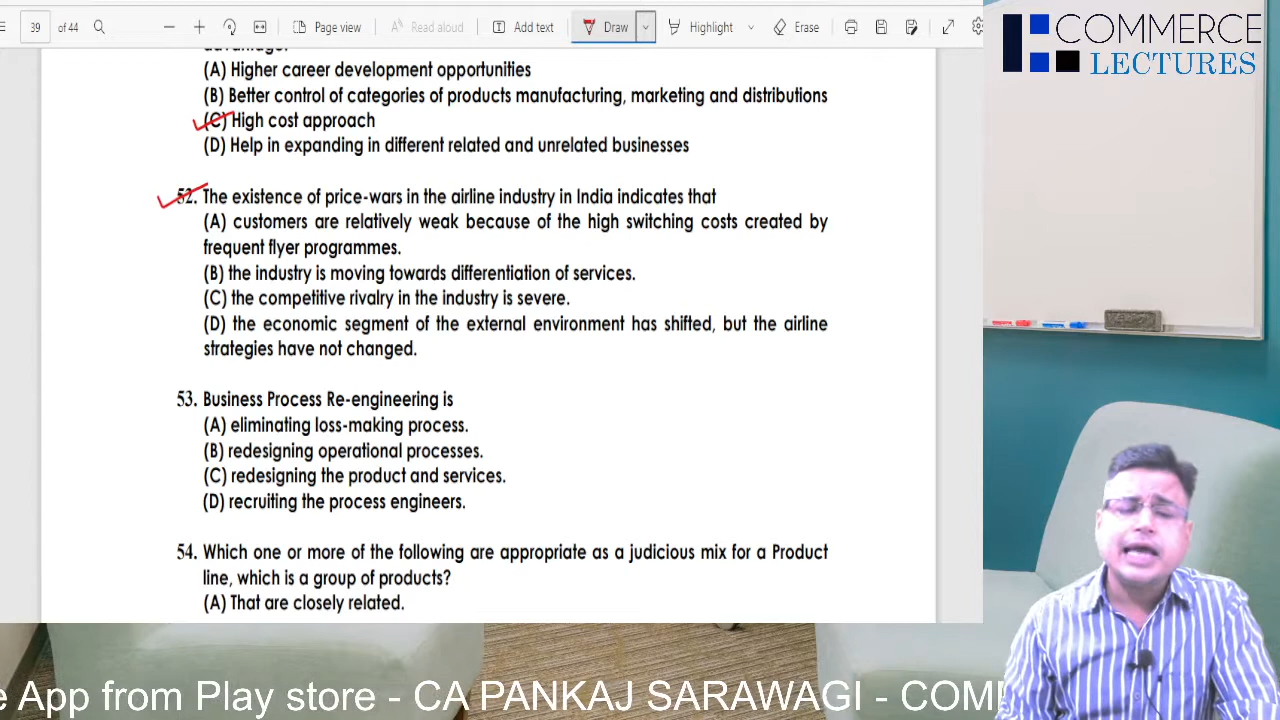 39 of 44 Page view Read aloud Add text Draw Highlight Erase
COMMERCE
LECTURES
advantage.
(A) Higher career development opportunities
(B) Better control of categories of products manufacturing, marketing and distributions
(C) High cost approach
(D) Help in expanding in different related and unrelated businesses
52. The existence of price-wars in the airline industry in India indicates that
(A) customers are relatively weak because of the high switching costs created by
frequent flyer programmes.
(B) the industry is moving towards differentiation of services.
(C) the competitive rivalry in the industry is severe.
(D) the economic segment of the external environment has shifted, but the airline
strategies have not changed.
53. Business Process Re-engineering is
(A) eliminating loss-making process.
(B) redesigning operational processes.
(C) redesigning the product and services.
(D) recruiting the process engineers.
54. Which one or more of the following are appropriate as a judicious mix for a Product
line, which is a group of products?
(A) That are closely related.
e App from Play store - CA PANKAJ SARAWAGI - COM